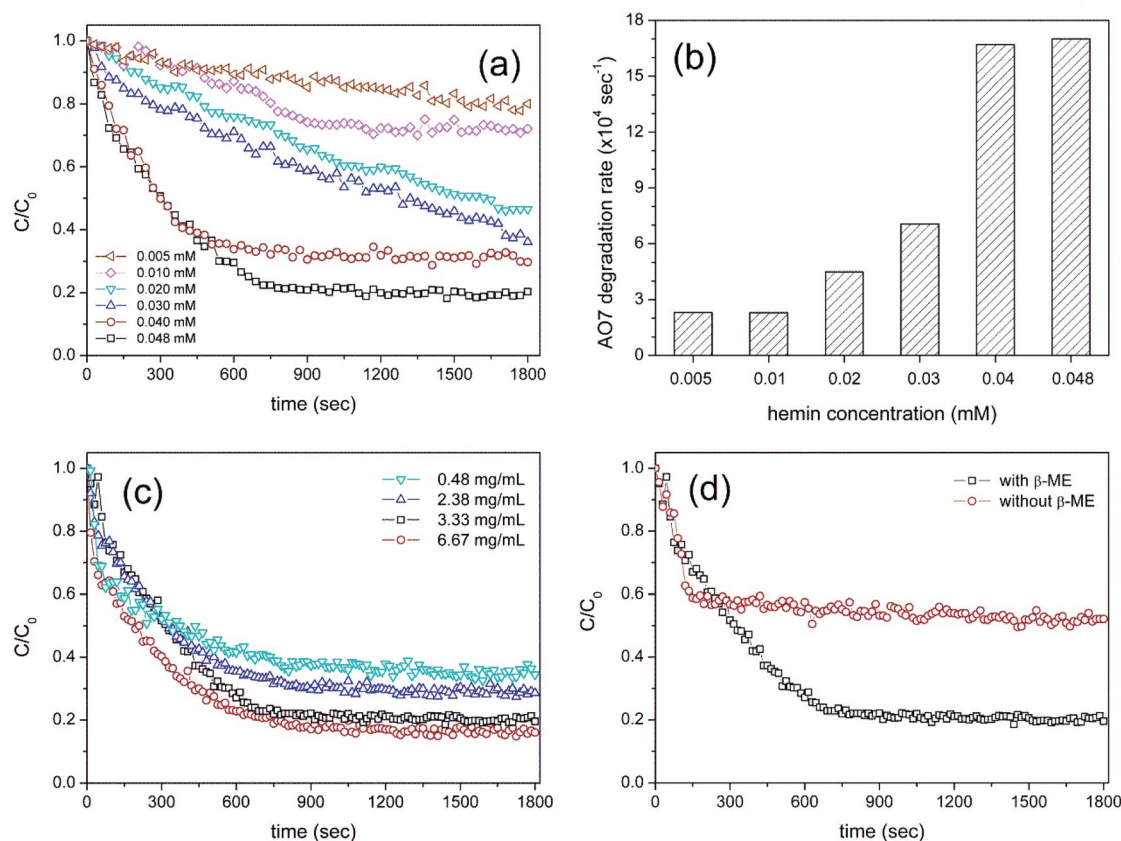 (a)
C/C0
1.0
0.8
0.6
0.4
0.2
0.0
0.005 mM
0.010 mM
0.020 mM
0.030 mM
0.040 mM
0.048 mM
0 300 600 900 1200 1500 1800
time (sec)
(b)
AO7 degradation rate (x10^4 sec^-1)
18
15
12
9
6
3
0
0.005 0.01 0.02 0.03 0.04 0.048
hemin concentration (mM)
(c)
C/C0
1.0
0.8
0.6
0.4
0.2
0.0
0.48 mg/mL
2.38 mg/mL
3.33 mg/mL
6.67 mg/mL
0 300 600 900 1200 1500 1800
time (sec)
(d)
C/C0
1.0
0.8
0.6
0.4
0.2
0.0
with β-ME
without β-ME
0 300 600 900 1200 1500 1800
time (sec)